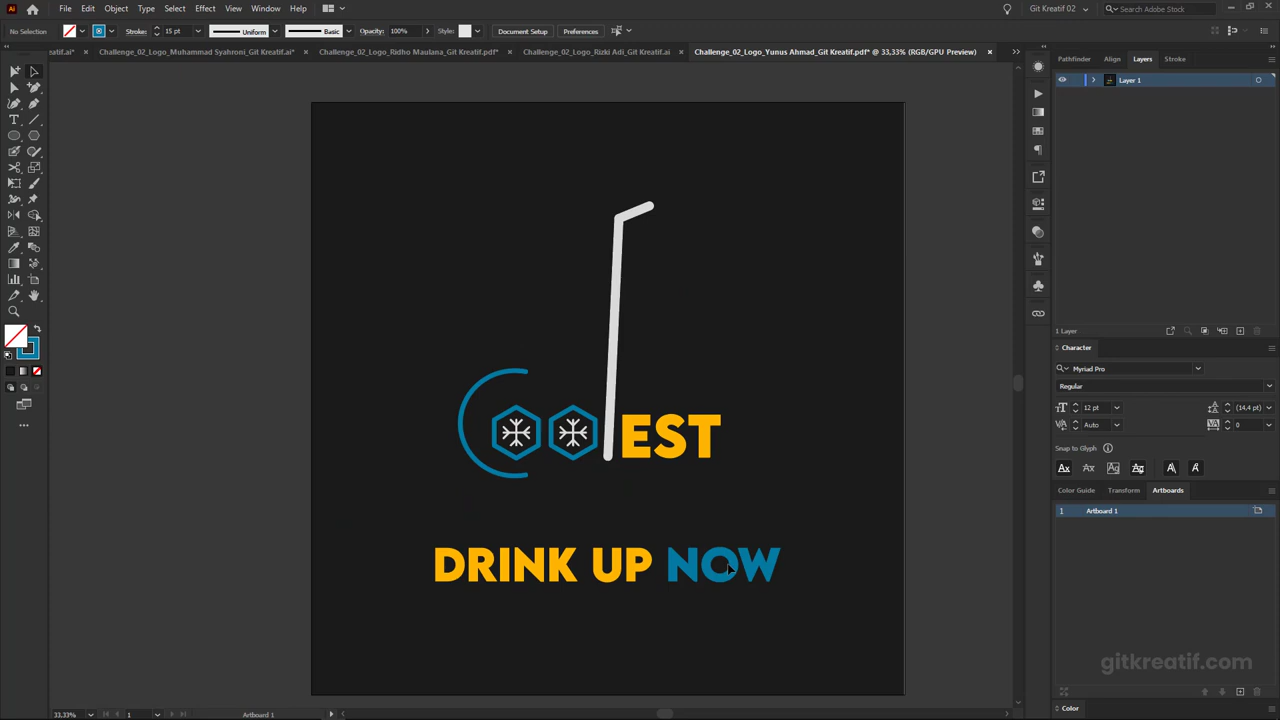 File Edit Object Type Select Effect View Window Help
Git Kreatif 02
Search Adobe Stock
No Selection
Stroke: 15 pt
Uniform
Basic
Opacity: 100%
Style:
Document Setup
Preferences
Challenge_02_Logo_Muhammad Syahroni_Git Kreatif.ai*
Challenge_02_Logo_Ridho Maulana_Git Kreatif.pdf*
Challenge_02_Logo_Rizki Adi_Git Kreatif.ai
Challenge_02_Logo_Yunus Ahmad_Git Kreatif.pdf* @ 33,33% (RGB/GPU Preview)
Pathfinder Align Layers Stroke
Layer 1
1 Layer
Character
Myriad Pro
Regular
12 pt
(14,4 pt)
Auto
0
Snap to Glyph
Color Guide Transform Artboards
1 Artboard 1
EST
DRINK UP NOW
gitkreatif.com
33,33%
1
Artboard 1
Color